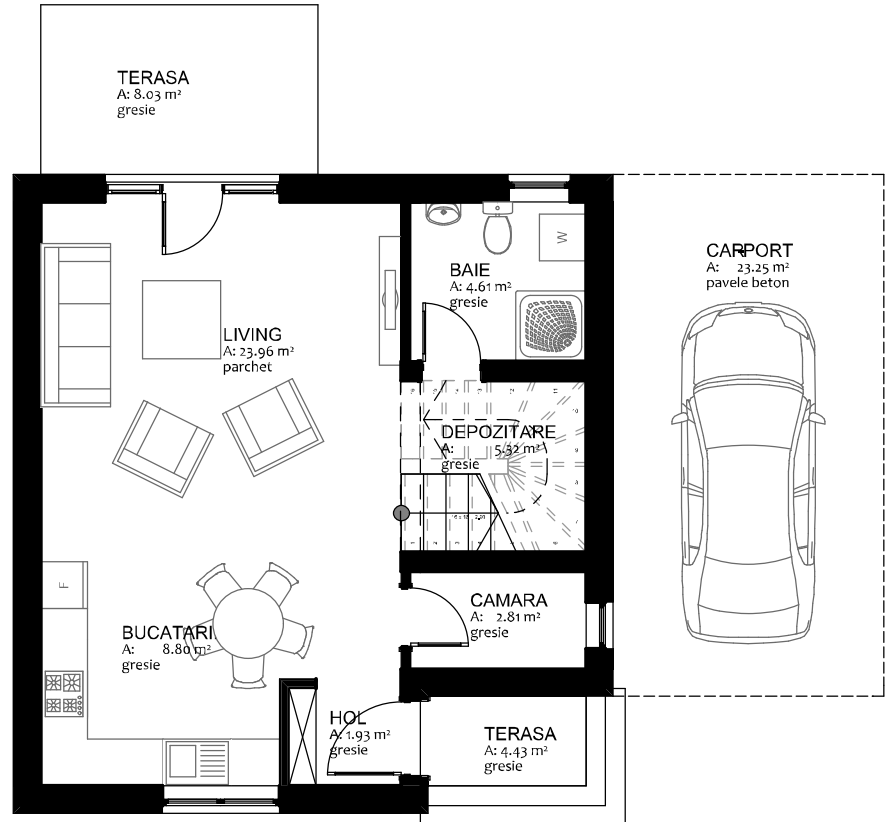 TERASA
A: 8.03 m²
gresie
CARPORT
A: 23.25 m²
pavele beton
W
BAIE
A: 4.61 m²
gresie
LIVING
A: 23.96 m²
parchet
DEPOZITARE
A: 5.32 m²
gresie
F
CAMARA
A: 2.81 m²
gresie
BUCATARI
A: 8.80 m²
gresie
HOL
A: 1.93 m²
gresie
TERASA
A: 4.43 m²
gresie